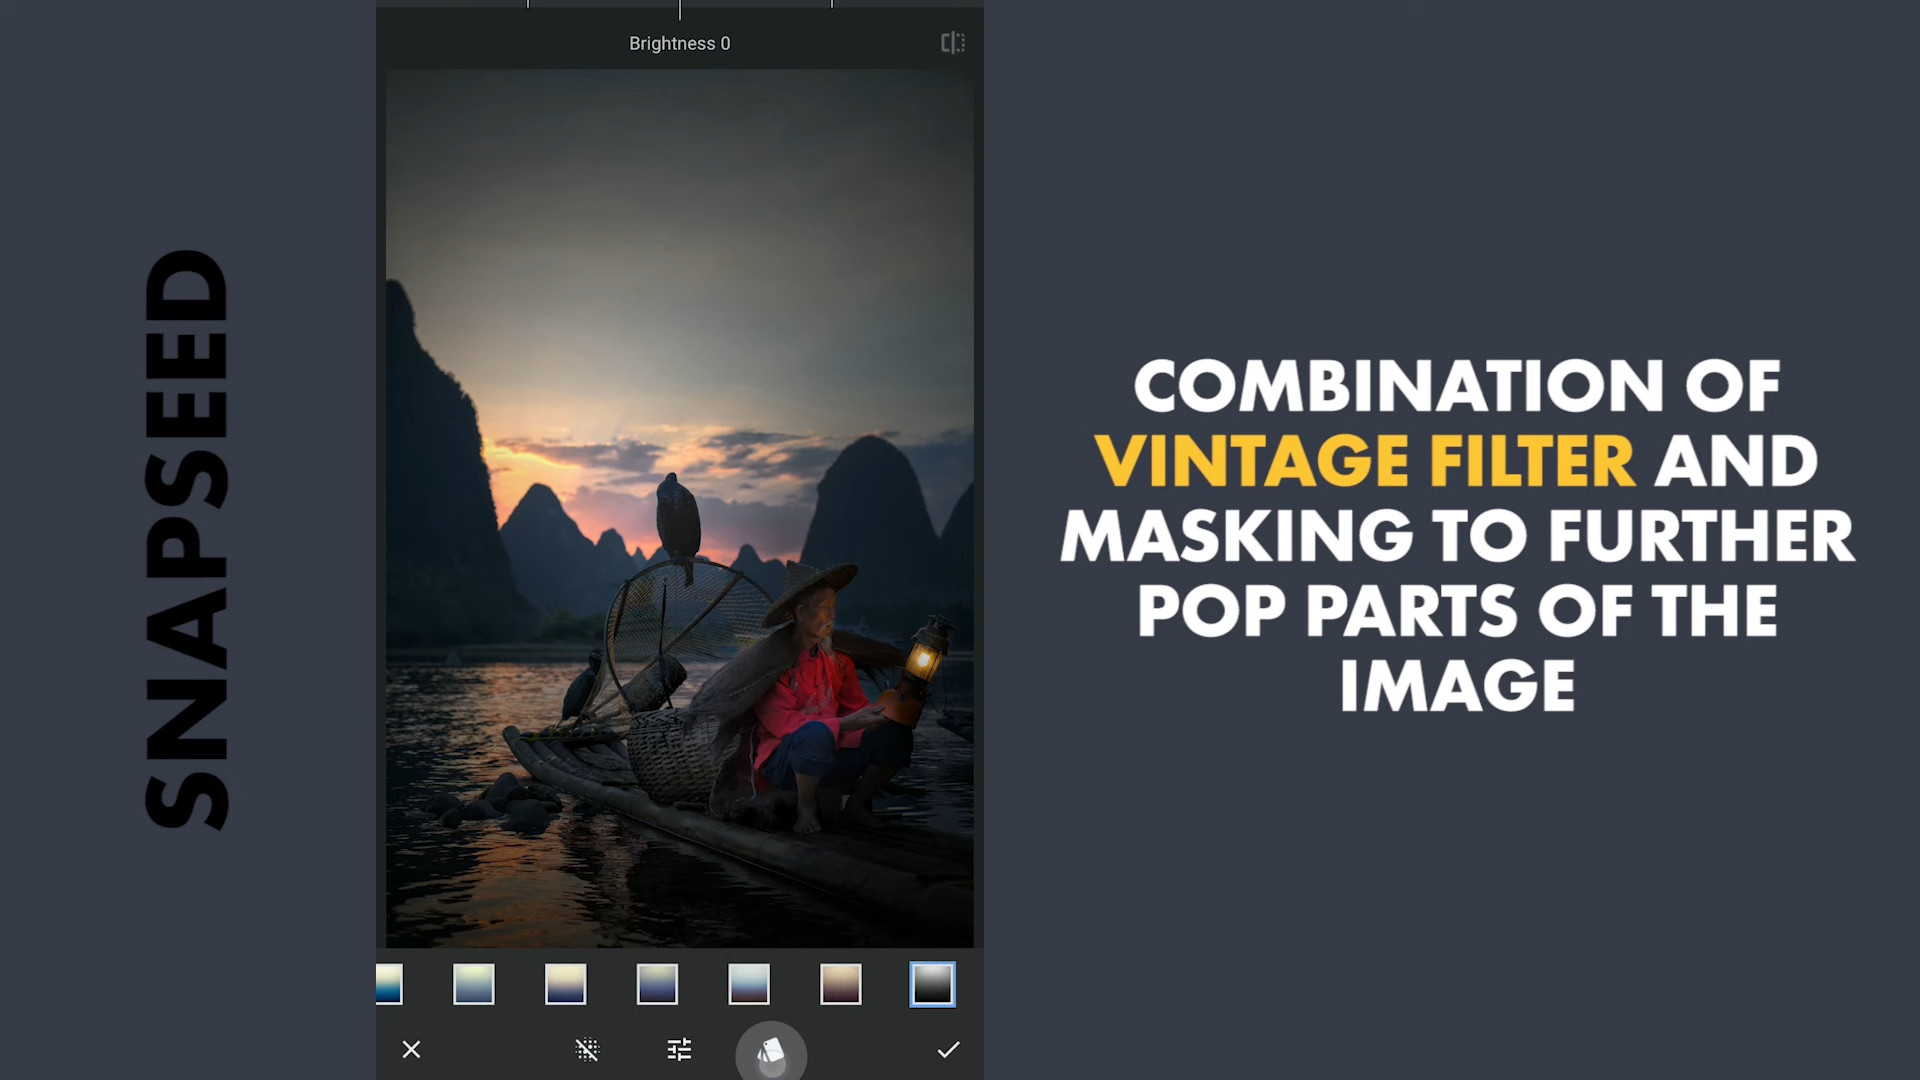 SNAPSEED
Brightness 0
COMBINATION OF
VINTAGE FILTER AND
MASKING TO FURTHER
POP PARTS OF THE
IMAGE